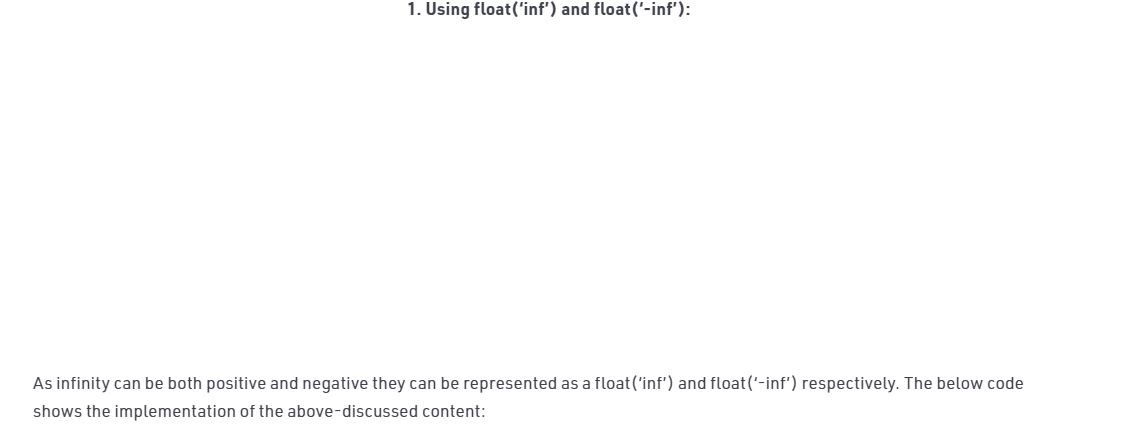 1. Using float(‘inf’) and float(‘-inf’):
As infinity can be both positive and negative they can be represented as a float(‘inf’) and float(‘-inf’) respectively. The below code
shows the implementation of the above-discussed content: